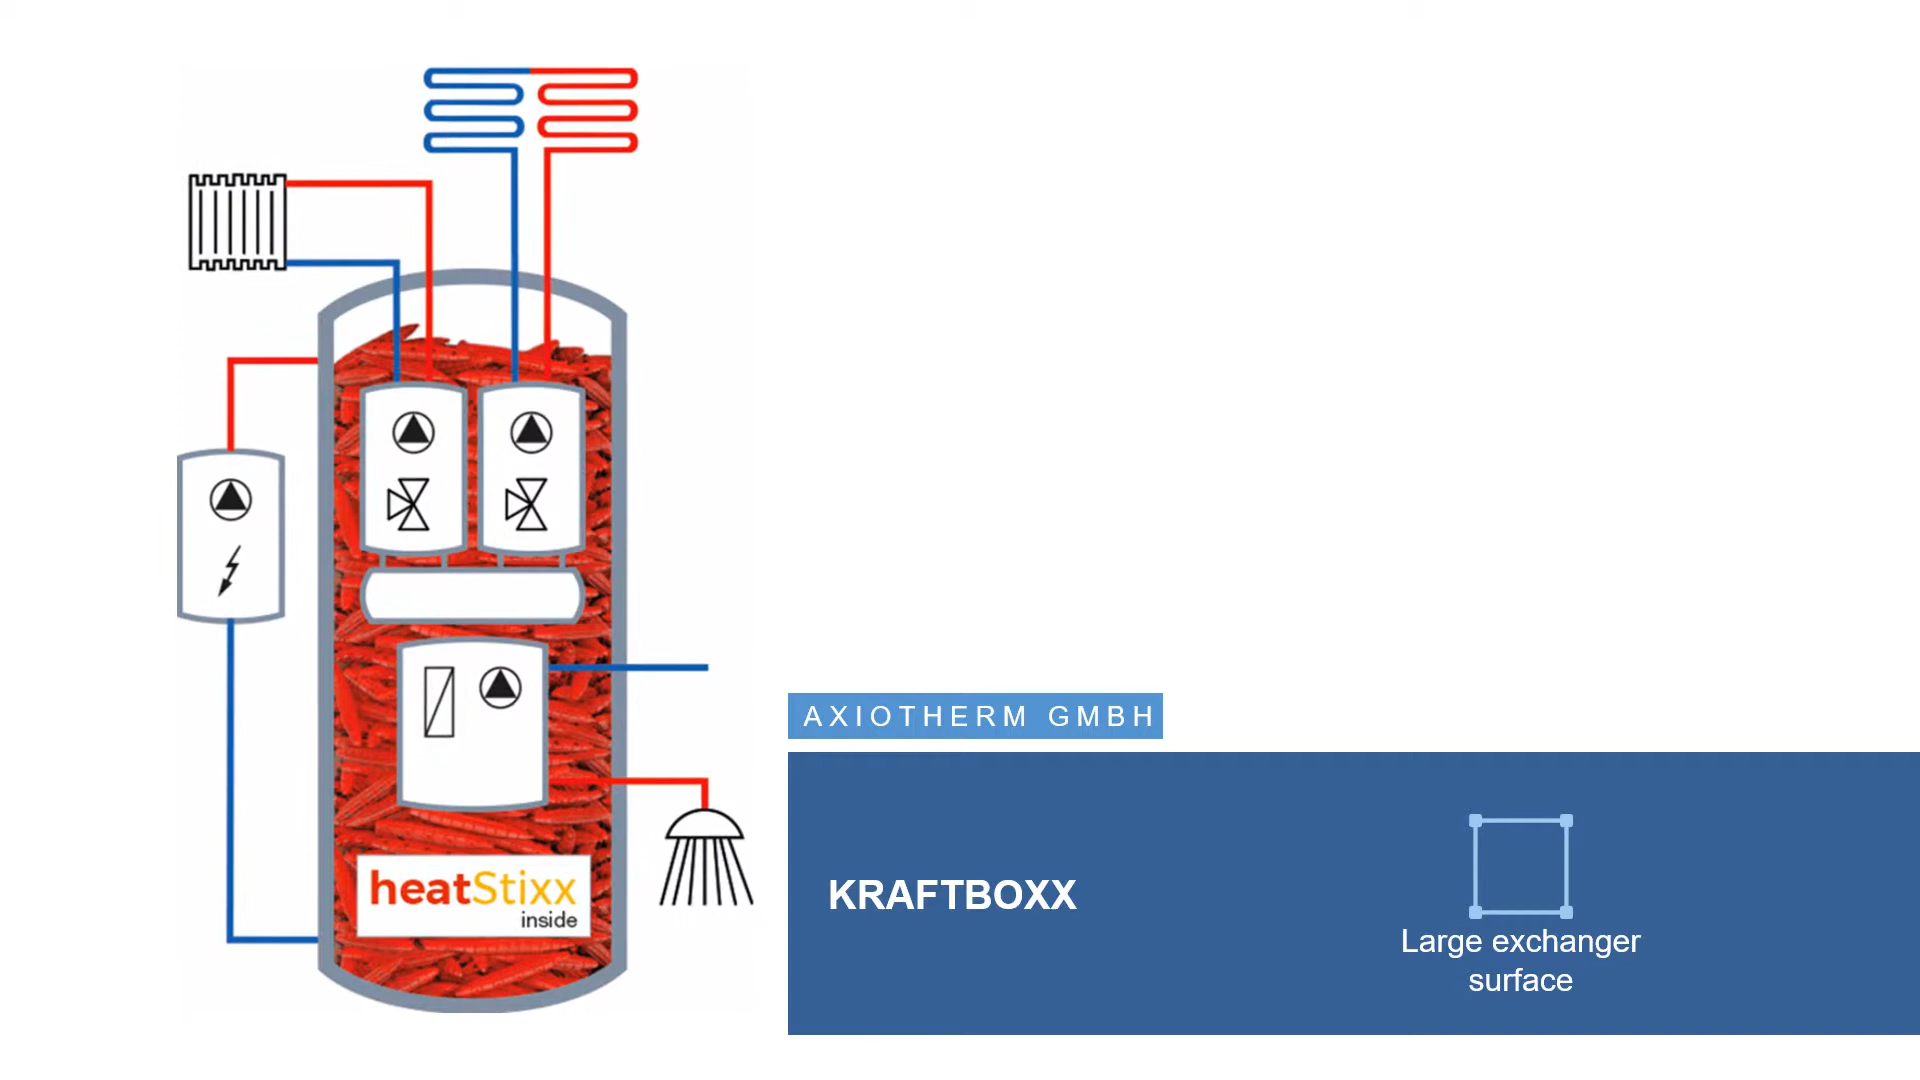 heatStixx
inside
AXIOTHERM GMBH
KRAFTBOXX
Large exchanger
surface